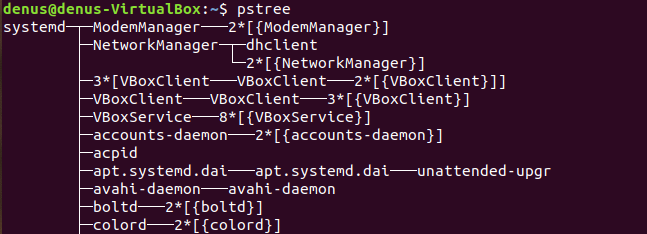 denus@denus-VirtualBox:~$ pstree
systemd─┬─ModemManager───2*[{ModemManager}]
        ├─NetworkManager─┬─dhclient
        │                └─2*[{NetworkManager}]
        ├─3*[VBoxClient───VBoxClient───2*[{VBoxClient}]]
        ├─VBoxClient───VBoxClient───3*[{VBoxClient}]
        ├─VBoxService───8*[{VBoxService}]
        ├─accounts-daemon───2*[{accounts-daemon}]
        ├─acpid
        ├─apt.systemd.dai───apt.systemd.dai───unattended-upgr
        ├─avahi-daemon───avahi-daemon
        ├─boltd───2*[{boltd}]
        ├─colord───2*[{colord}]